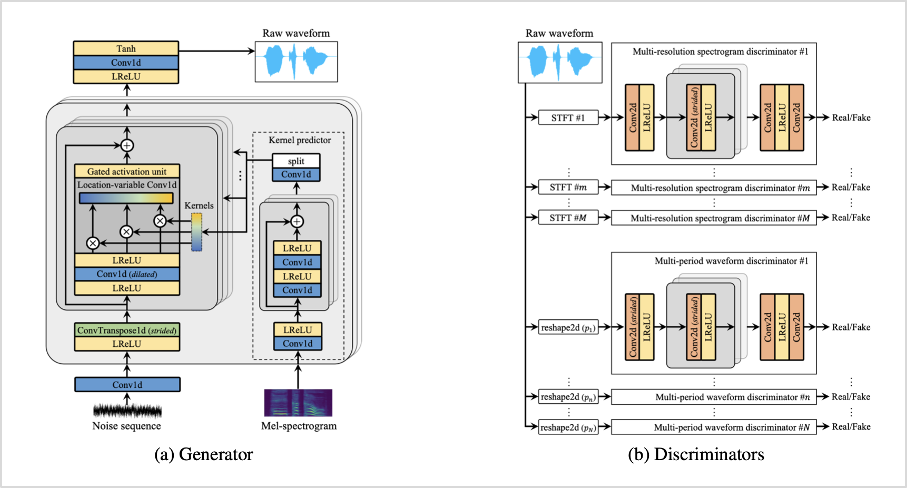 Raw waveform
Tanh
Conv1d
LReLU
Kernel predictor
split
Conv1d
Gated activation unit
Location-variable Conv1d
Kernels
LReLU
Conv1d (dilated)
LReLU
LReLU
Conv1d
LReLU
Conv1d
ConvTranspose1d (strided)
LReLU
LReLU
Conv1d
Conv1d
Noise sequence
Mel-spectrogram
(a) Generator
Raw waveform
Multi-resolution spectrogram discriminator #1
STFT #1
Conv2d
LReLU
Conv2d (strided)
LReLU
Conv2d
LReLU
Conv2d
Real/Fake
STFT #m
Multi-resolution spectrogram discriminator #m
Real/Fake
STFT #M
Multi-resolution spectrogram discriminator #M
Real/Fake
Multi-period waveform discriminator #1
reshape2d (p₁)
Conv2d (strided)
LReLU
Conv2d (strided)
LReLU
Conv2d
LReLU
Conv2d
Real/Fake
reshape2d (pₙ)
Multi-period waveform discriminator #n
Real/Fake
reshape2d (p_N)
Multi-period waveform discriminator #N
Real/Fake
(b) Discriminators